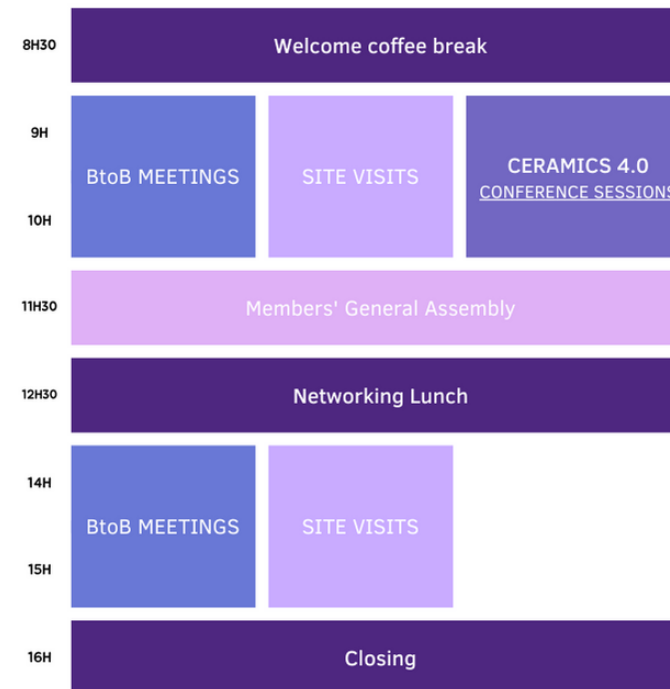 8H30
Welcome coffee break
9H
BtoB MEETINGS
SITE VISITS
CERAMICS 4.0
CONFERENCE SESSIONS
10H
11H30
Members' General Assembly
12H30
Networking Lunch
14H
BtoB MEETINGS
SITE VISITS
15H
16H
Closing